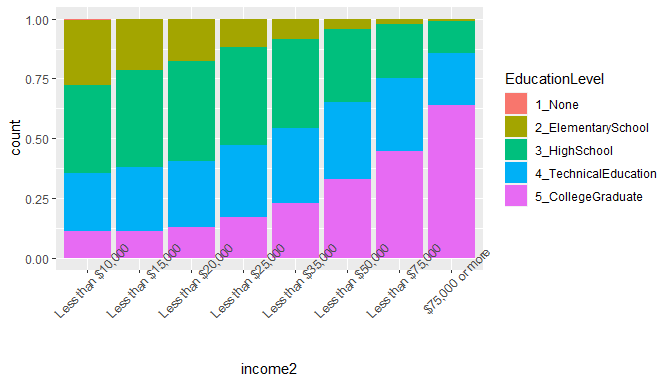 1.00
0.75
0.50
0.25
0.00
count
Less than $10,000
Less than $15,000
Less than $20,000
Less than $25,000
Less than $35,000
Less than $50,000
Less than $75,000
$75,000 or more
income2
EducationLevel
1_None
2_ElementarySchool
3_HighSchool
4_TechnicalEducation
5_CollegeGraduate